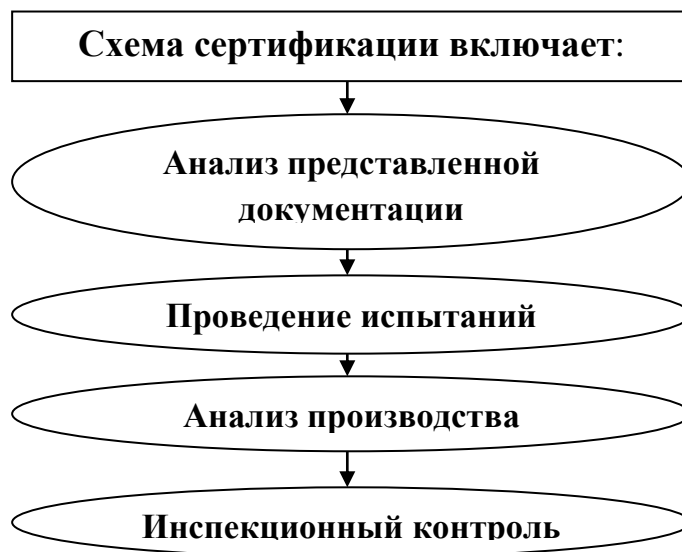 Схема сертификации включает:
Анализ представленной
документации
Проведение испытаний
Анализ производства
Инспекционный контроль